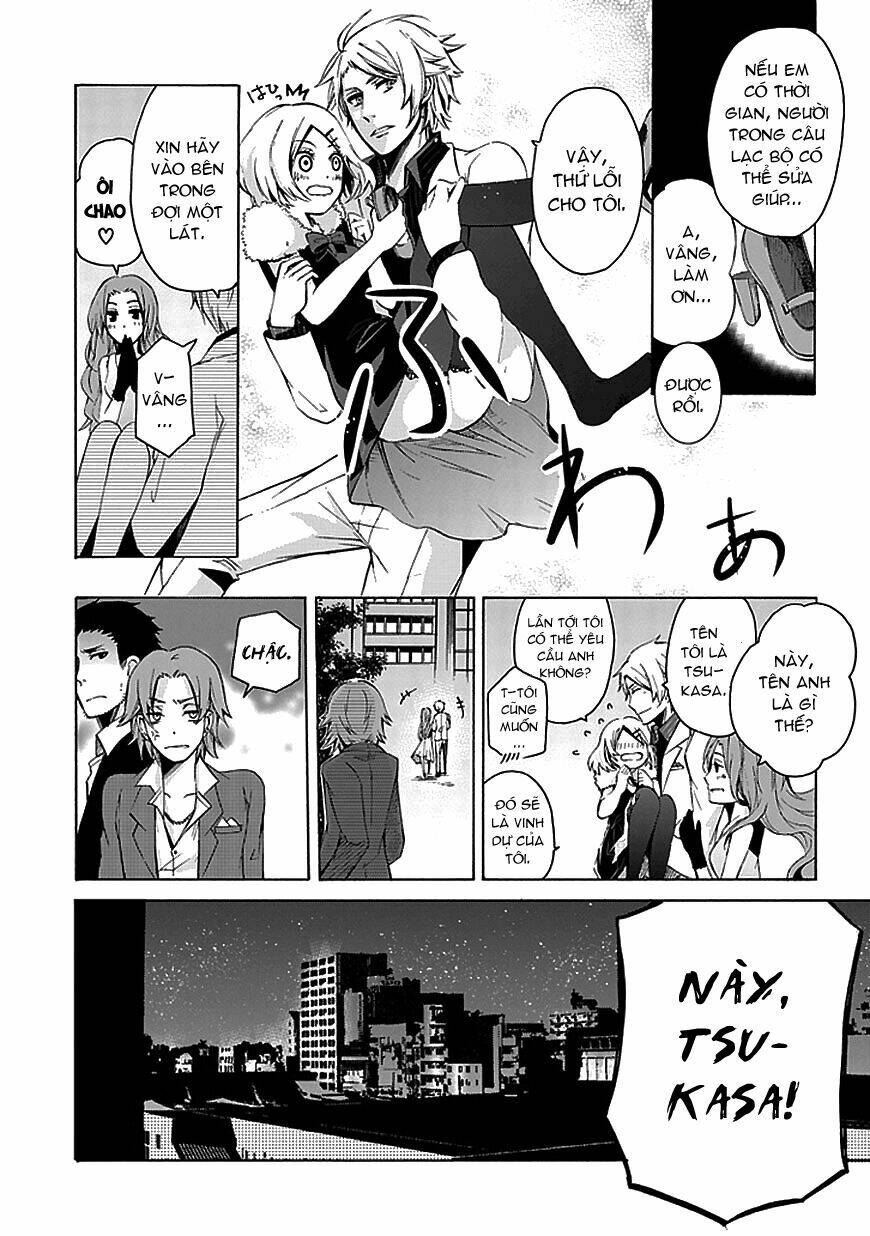 NẾU EM
CÓ THỜI
GIAN, NGƯỜI
TRONG CÂU
LẠC BỘ CÓ
THỂ SỬA
GIÚP...
A,
VÂNG,
LÀM
ƠN...
ĐƯỢC
RỒI.
VẬY,
THỨ LỖI
CHO TÔI.
はひっ
ふ
わ
あ
XIN HÃY
VÀO BÊN
TRONG
ĐỢI MỘT
LÁT.
ÔI
CHAO
♡
V-
VÂNG
...
NÀY,
TÊN ANH
LÀ GÌ
THẾ?
TÊN
TÔI LÀ
TSU-
KASA.
LẦN TỚI TÔI
CÓ THỂ YÊU
CẦU ANH
KHÔNG?
T-TÔI
CŨNG
MUỐN
...
ĐÓ SẼ
LÀ VINH
DỰ CỦA
TÔI.
CHẬC.
NÀY,
TSU-
KASA!